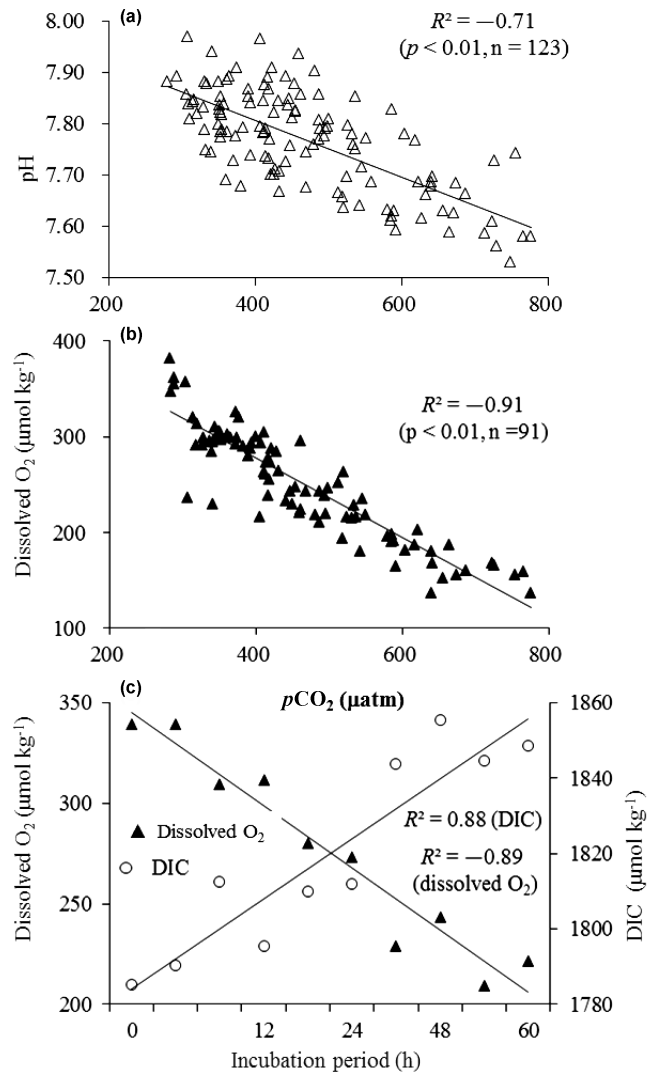 (a)
R² = −0.71
(p < 0.01, n = 123)
8.00
7.90
7.80
7.70
7.60
7.50
pH
200
400
600
800
(b)
R² = −0.91
(p < 0.01, n =91)
400
300
200
100
Dissolved O₂ (µmol kg⁻¹)
200
400
600
800
pCO₂ (µatm)
(c)
350
300
250
200
Dissolved O₂ (µmol kg⁻¹)
Dissolved O₂
DIC
R² = 0.88 (DIC)
R² = −0.89
(dissolved O₂)
1860
1840
1820
1800
1780
DIC (µmol kg⁻¹)
0
12
24
48
60
Incubation period (h)